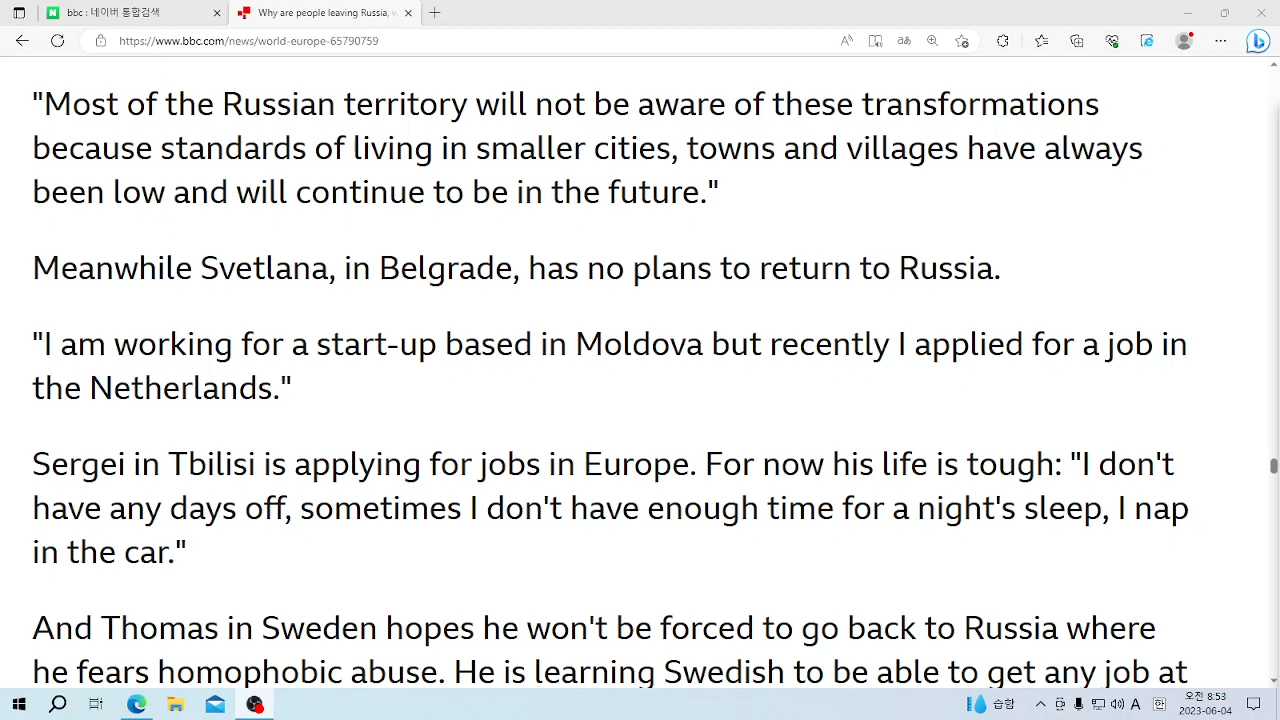 bbc : 네이버 통합검색
Why are people leaving Russia, w
https://www.bbc.com/news/world-europe-65790759
"Most of the Russian territory will not be aware of these transformations
because standards of living in smaller cities, towns and villages have always
been low and will continue to be in the future."
Meanwhile Svetlana, in Belgrade, has no plans to return to Russia.
"I am working for a start-up based in Moldova but recently I applied for a job in
the Netherlands."
Sergei in Tbilisi is applying for jobs in Europe. For now his life is tough: "I don't
have any days off, sometimes I don't have enough time for a night's sleep, I nap
in the car."
And Thomas in Sweden hopes he won't be forced to go back to Russia where
he fears homophobic abuse. He is learning Swedish to be able to get any job at
습함
A
오전 8:53
2023-06-04